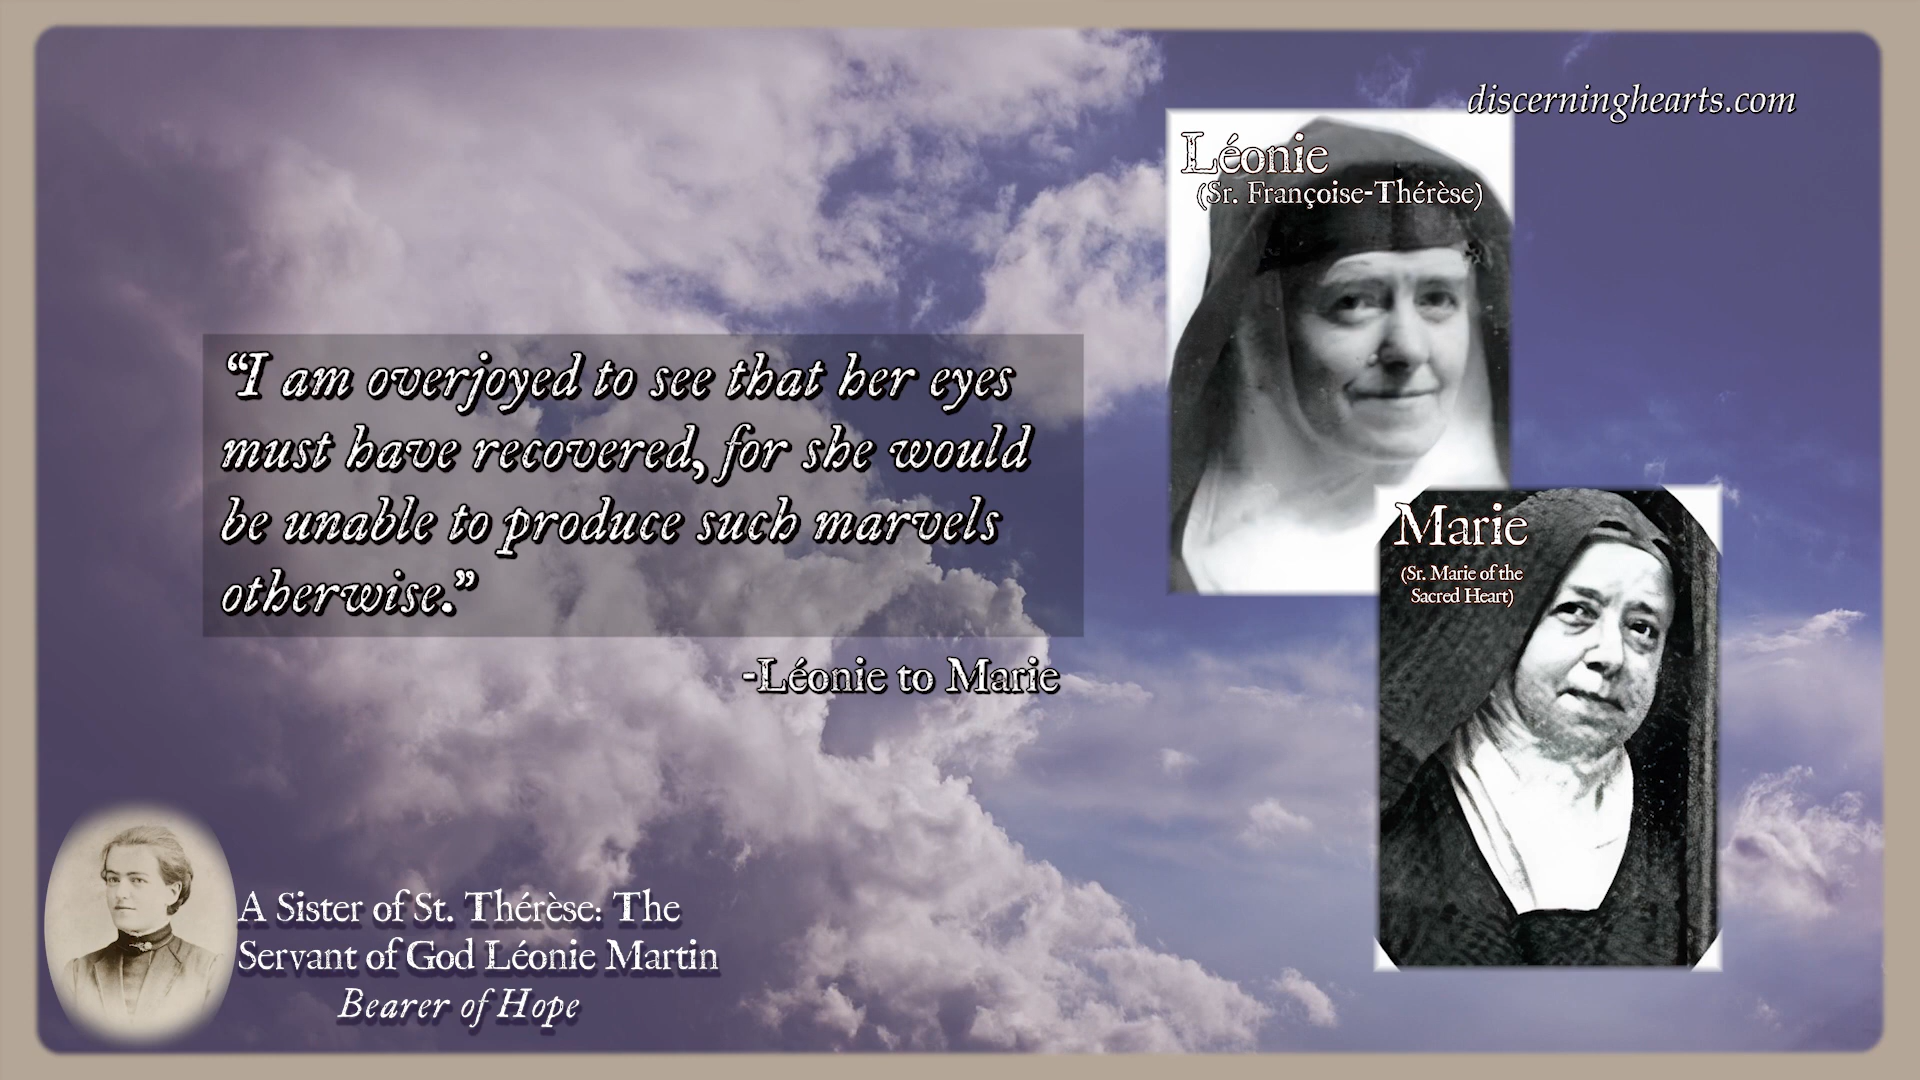 discerninghearts.com
Léonie
(Sr. Françoise-Thérèse)
“I am overjoyed to see that her eyes
must have recovered, for she would
be unable to produce such marvels
otherwise.”
-Léonie to Marie
Marie
(Sr. Marie of the
Sacred Heart)
A Sister of St. Thérèse: The
Servant of God Léonie Martin
Bearer of Hope